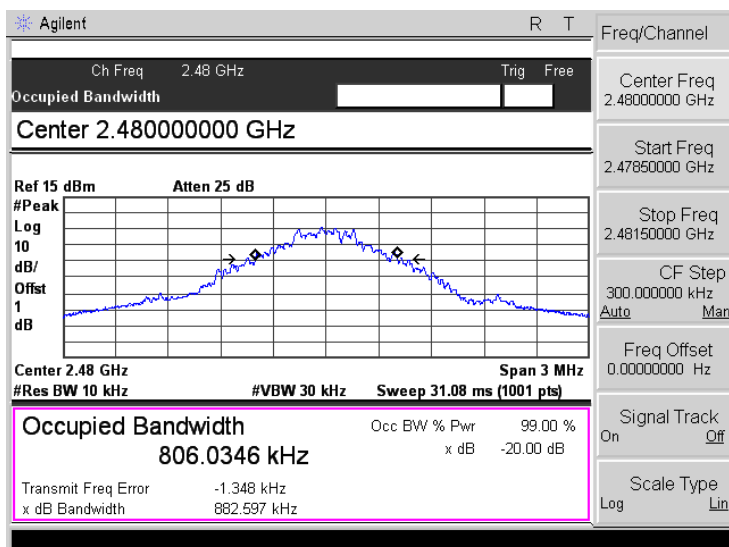 Agilent R T
Ch Freq 2.48 GHz Trig Free
Occupied Bandwidth
Center 2.480000000 GHz
Ref 15 dBm Atten 25 dB
#Peak
Log
10
dB/
Offst
1
dB
Center 2.48 GHz Span 3 MHz
#Res BW 10 kHz #VBW 30 kHz Sweep 31.08 ms (1001 pts)
Occupied Bandwidth Occ BW % Pwr 99.00 %
806.0346 kHz x dB -20.00 dB
Transmit Freq Error -1.348 kHz
x dB Bandwidth 882.597 kHz
Freq/Channel
Center Freq
2.48000000 GHz
Start Freq
2.47850000 GHz
Stop Freq
2.48150000 GHz
CF Step
300.000000 kHz
Auto Man
Freq Offset
0.00000000 Hz
Signal Track
On Off
Scale Type
Log Lin